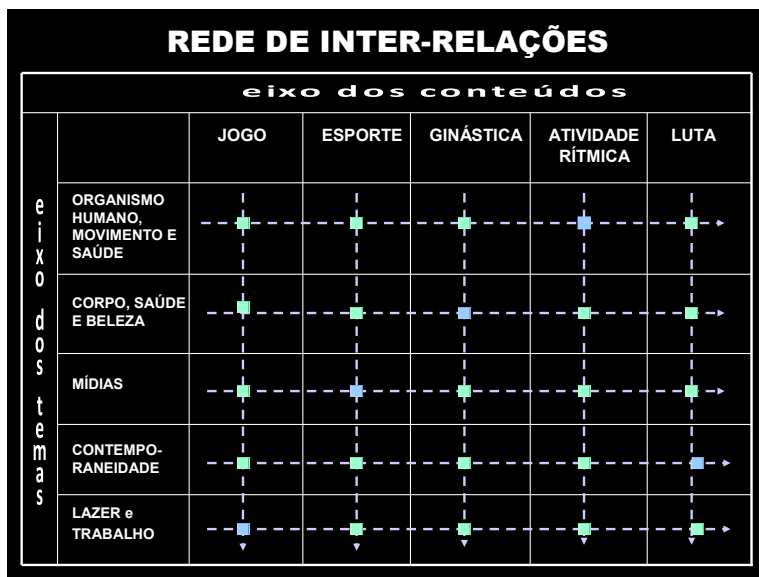 REDE DE INTER-RELAÇÕES
eixo dos conteúdos
JOGO
ESPORTE
GINÁSTICA
ATIVIDADE
RÍTMICA
LUTA
eixo dos temas
ORGANISMO
HUMANO,
MOVIMENTO E
SAÚDE
CORPO, SAÚDE
E BELEZA
MÍDIAS
CONTEMPO-
RANEIDADE
LAZER e
TRABALHO